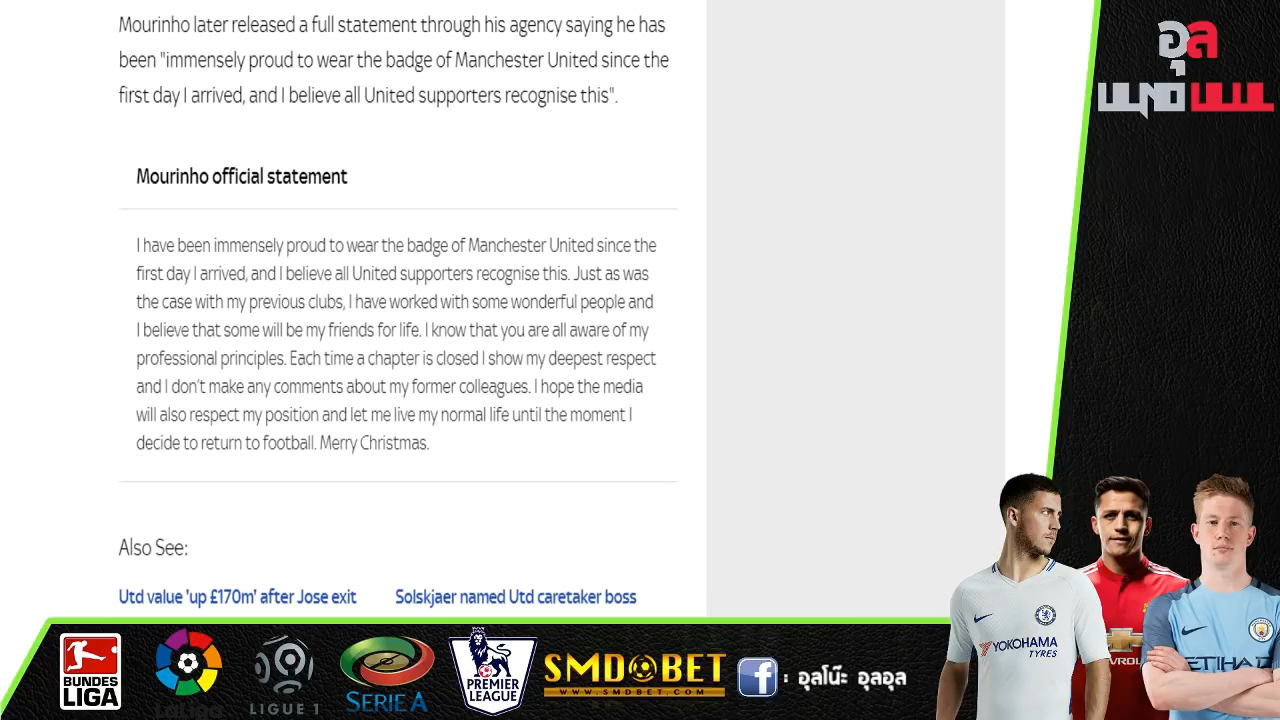 Mourinho later released a full statement through his agency saying he has
been "immensely proud to wear the badge of Manchester United since the
first day I arrived, and I believe all United supporters recognise this".
Mourinho official statement
I have been immensely proud to wear the badge of Manchester United since the
first day I arrived, and I believe all United supporters recognise this. Just as was
the case with my previous clubs, I have worked with some wonderful people and
I believe that some will be my friends for life. I know that you are all aware of my
professional principles. Each time a chapter is closed I show my deepest respect
and I don't make any comments about my former colleagues. I hope the media
will also respect my position and let me live my normal life until the moment I
decide to return to football. Merry Christmas.
Also See:
Utd value 'up £170m' after Jose exit
Solskjaer named Utd caretaker boss
อุล
YOKOHAMA
TYRES
BUNDES
LIGA
LIGUE 1
SERIE A
PREMIER
LEAGUE
SMDBET
WWW.SMDBET.COM
f : อุลโน๊ะ อุลอุล